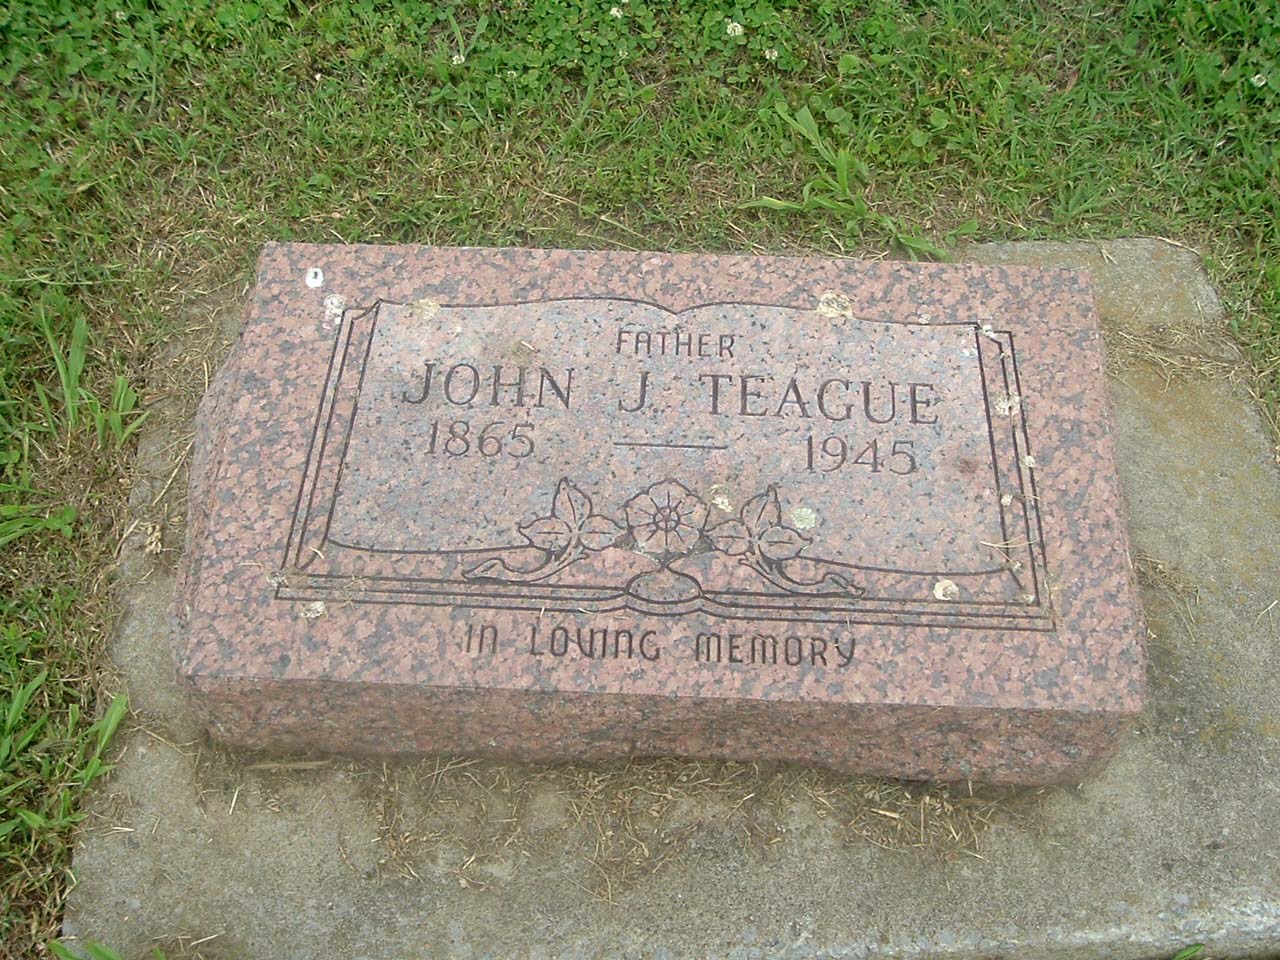 FATHER
JOHN J. TEAGUE
1865 — 1945
IN LOVING MEMORY